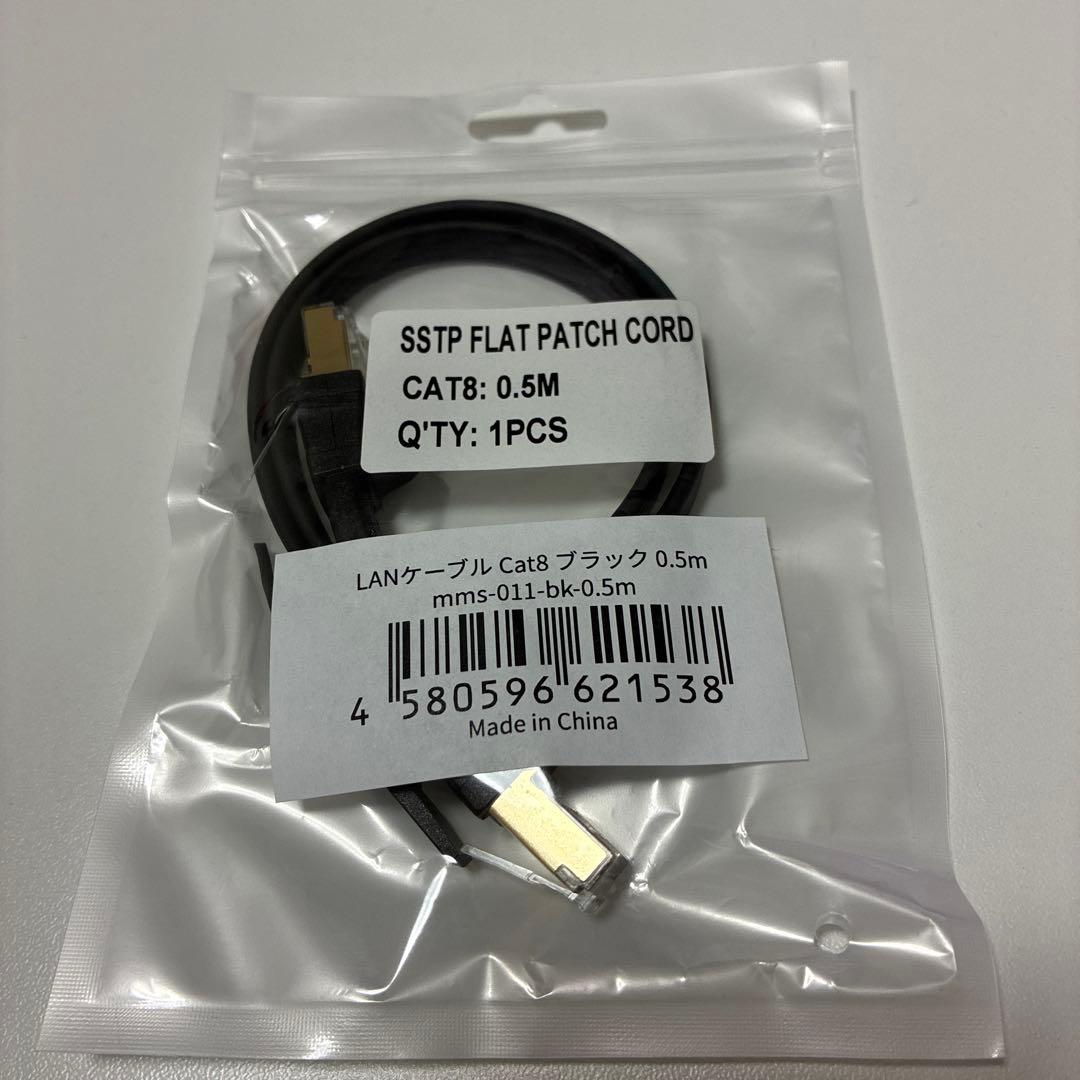 SSTP FLAT PATCH CORD
CAT8: 0.5M
Q'TY: 1PCS
LANケーブル Cat8 ブラック 0.5m
mms-011-bk-0.5m
4 580596 621538
Made in China